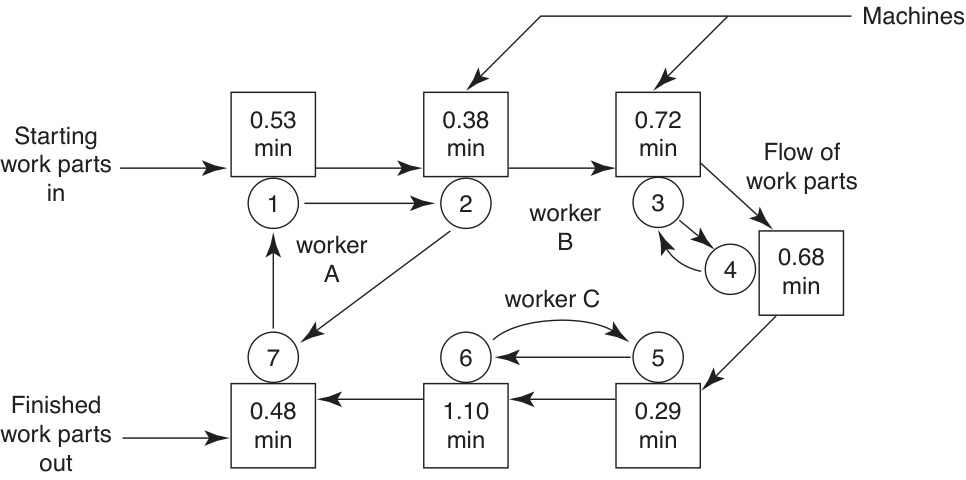 Machines
0.53
min
0.38
min
0.72
min
Starting
work parts
in
Flow of
work parts
1
2
3
worker
A
worker
B
4
0.68
min
worker C
7
6
5
Finished
work parts
out
0.48
min
1.10
min
0.29
min